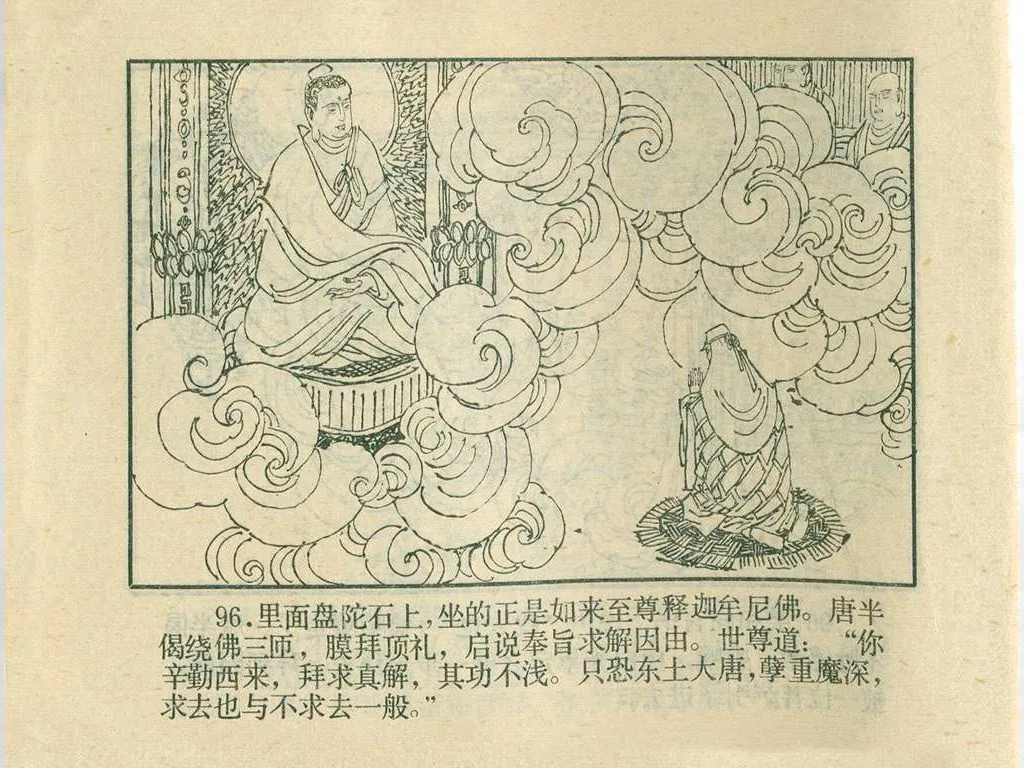 96.里面盘陀石上,坐的正是如来至尊释迦牟尼佛。唐半
偈绕佛三匝,膜拜顶礼,启说奉旨求解因由。世尊道:“你
辛勤西来,拜求真解,其功不浅。只恐东土大唐,孽重魔深,
求去也与不求去一般。”